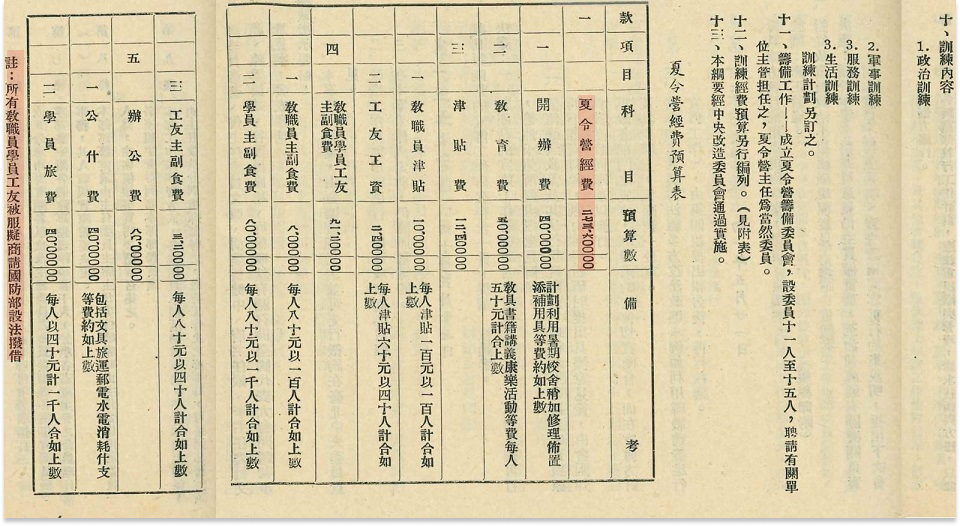 十、訓練內容
1.政治訓練
2.軍事訓練
3.服務訓練
3.生活訓練
訓練計劃另訂之。
十一、籌備工作——成立夏令營籌備委員會，設委員十一人至十五人，聘請有關單
位主管担任之，夏令營主任爲當然委員。
十二、訓練經費預算另行編列。（見附表）
十三、本綱要經中央改造委員會通過實施。
夏令營經費預算表
款 項 目 科目 預算數 備考
一 夏令營經費 二七三、六〇〇.〇〇
一 開辦費 四〇、〇〇〇.〇〇 計劃利用暑期校舍稍加修理佈置
添補用具等費約如上數
二 教育費 五〇、〇〇〇.〇〇 教具書籍講義康樂活動等費每人
五十元計合上數
三 津貼費 一二、四〇〇.〇〇
一 教職員津貼 一〇、〇〇〇.〇〇 每人津貼一百元以一百人計合如
上數
二 工友工資 二、四〇〇.〇〇 每人津貼六十元以四十人計合如
上數
四 教職員學員工友
主副食費 九一、二〇〇.〇〇
一 教職員主副食費 八、〇〇〇.〇〇 每人八十元以一百人計合如上數
二 學員主副食費 八〇、〇〇〇.〇〇 每人八十元以一千人計合如上數
三 工友主副食費 三、二〇〇.〇〇 每人八十元以四十人計合如上數
五 辦公費 八〇、〇〇〇.〇〇
一 公什費 四〇、〇〇〇.〇〇 包括文具旅運郵電水電消耗什支
等費約如上數
二 學員旅費 四〇、〇〇〇.〇〇 每人以四十元計一千人合如上數
註：所有教職員學員工友被服擬商請國防部設法撥借